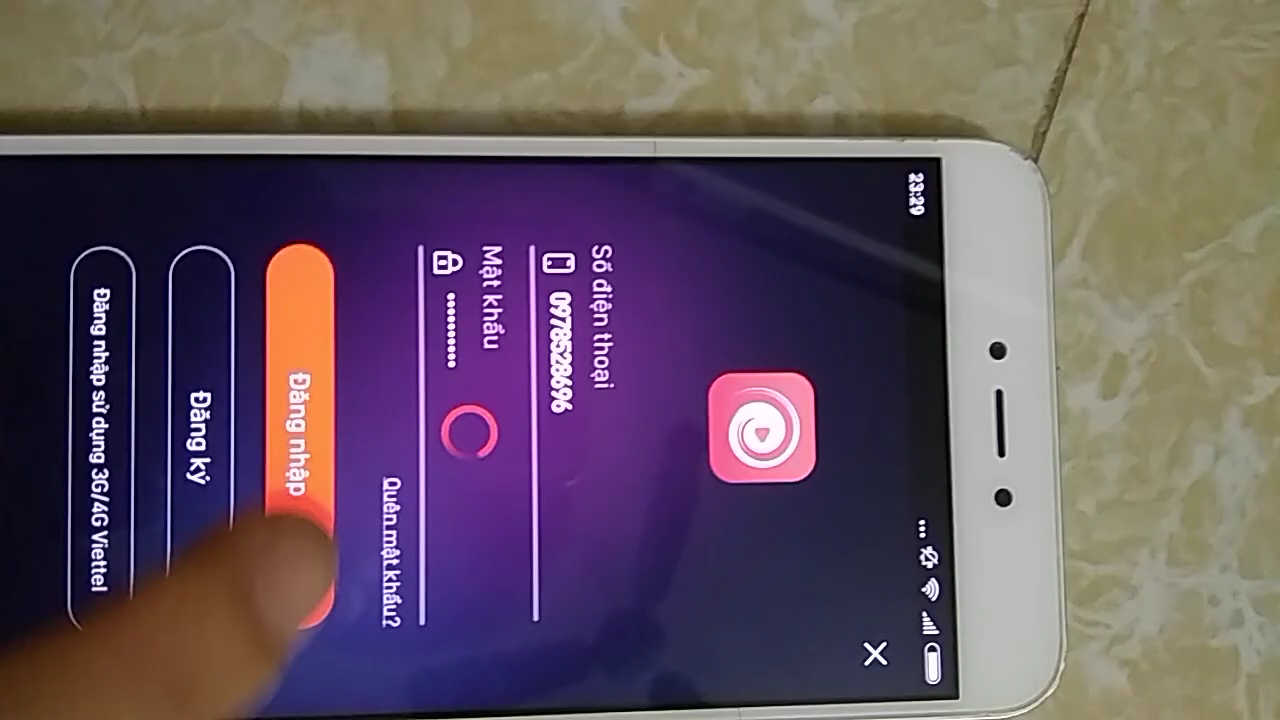 23:29
Số điện thoại
0978528696
Mật khẩu
••••••••••
Quên mật khẩu?
Đăng nhập
Đăng ký
Đăng nhập sử dụng 3G/4G Viettel